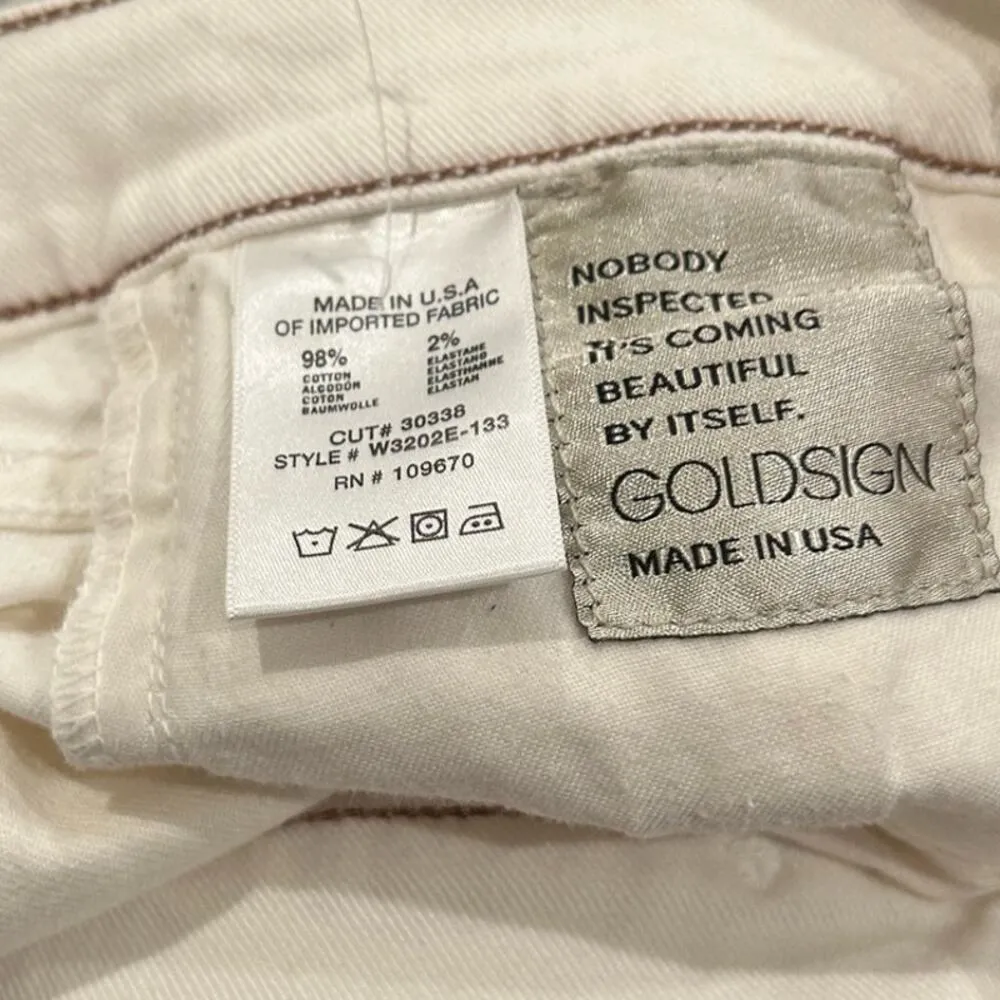 MADE IN U.S.A
OF IMPORTED FABRIC
98%
COTTON
ALGODON
COTON
BAUMWOLLE
2%
ELASTANE
ELASTANO
ELASTHANNE
ELASTAN
CUT# 30338
STYLE # W3202E-133
RN # 109670
NOBODY
INSPECTED
IT'S COMING
BEAUTIFUL
BY ITSELF.
GOLDSIGN
MADE IN USA